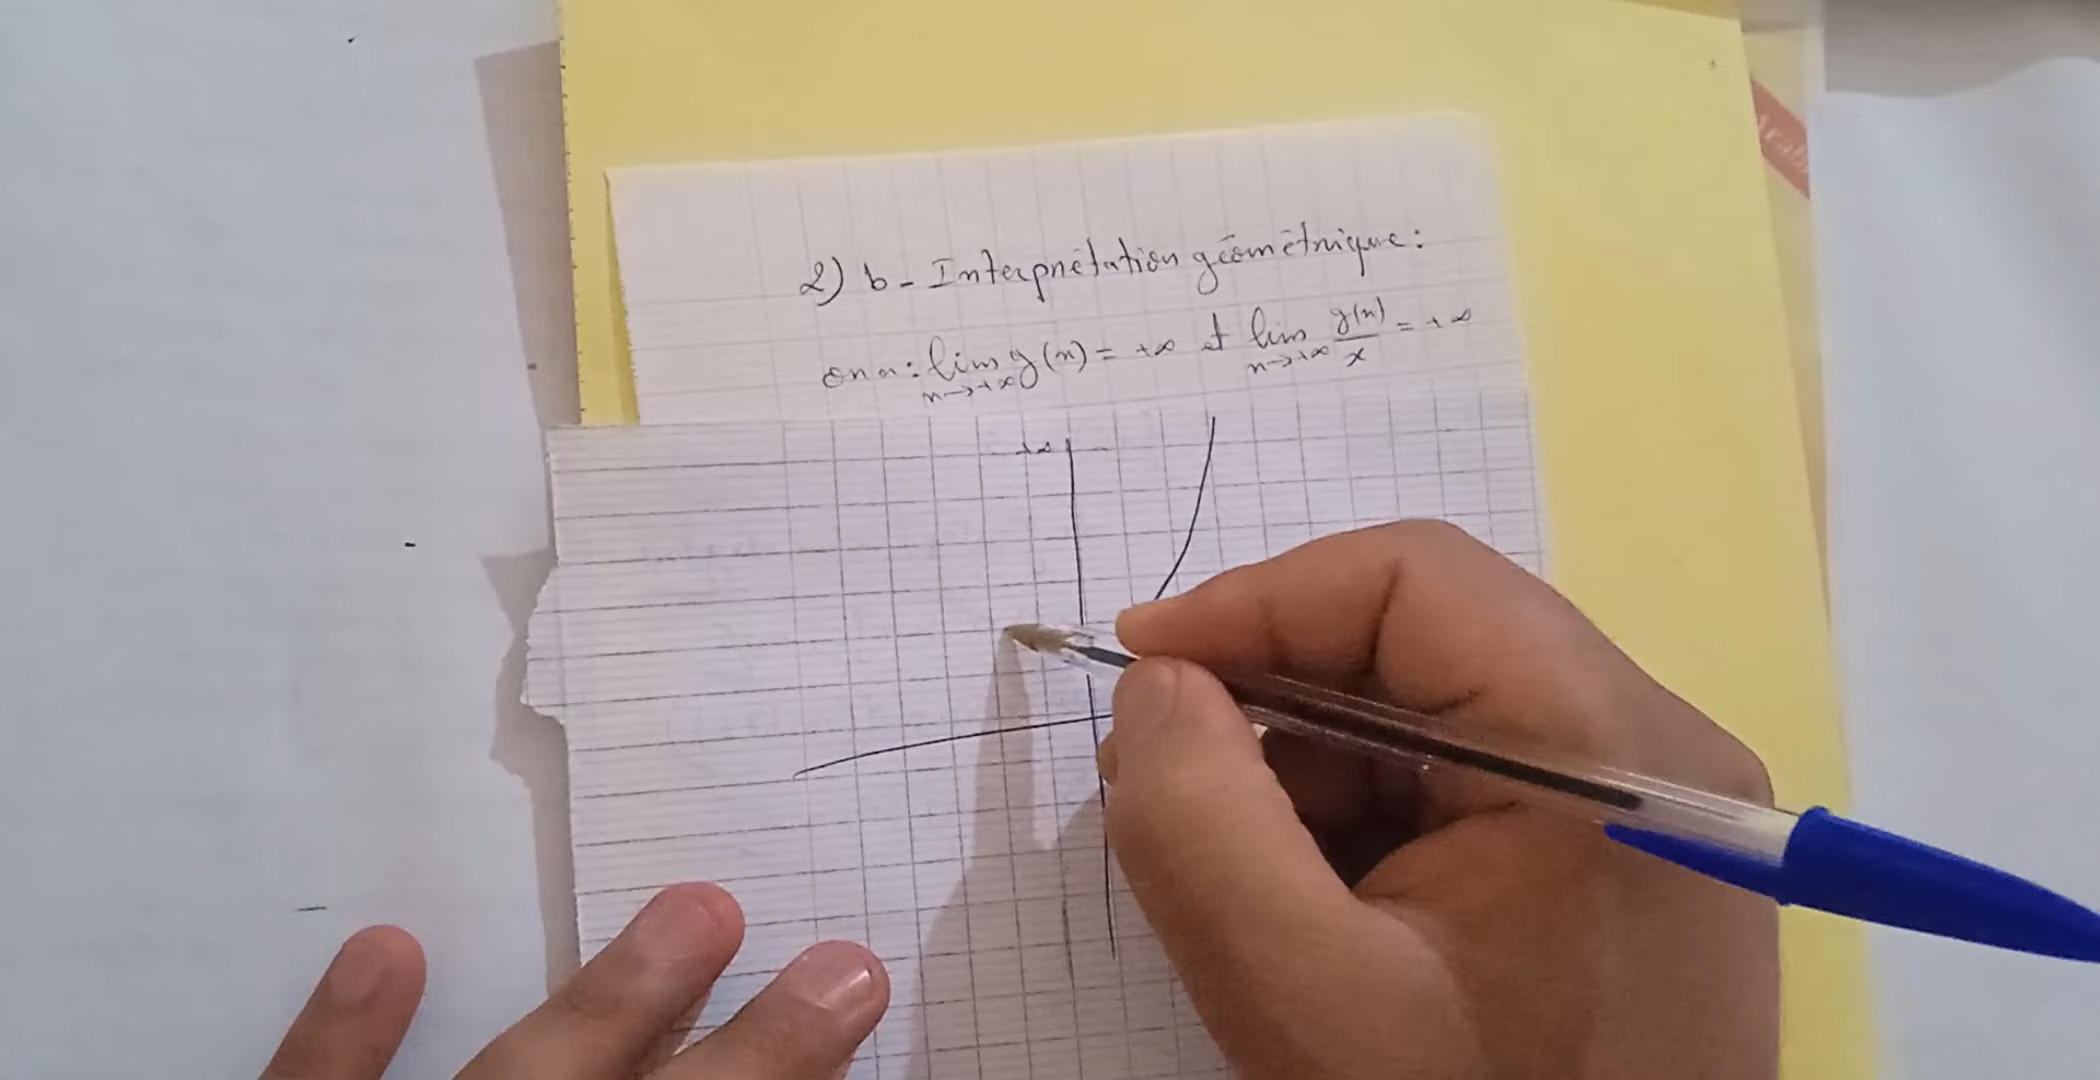 2) b - Interprétation géométrique :
on a : lim g(x) = +∞ et lim g(x)/x = +∞
x→+∞ x→+∞
+∞